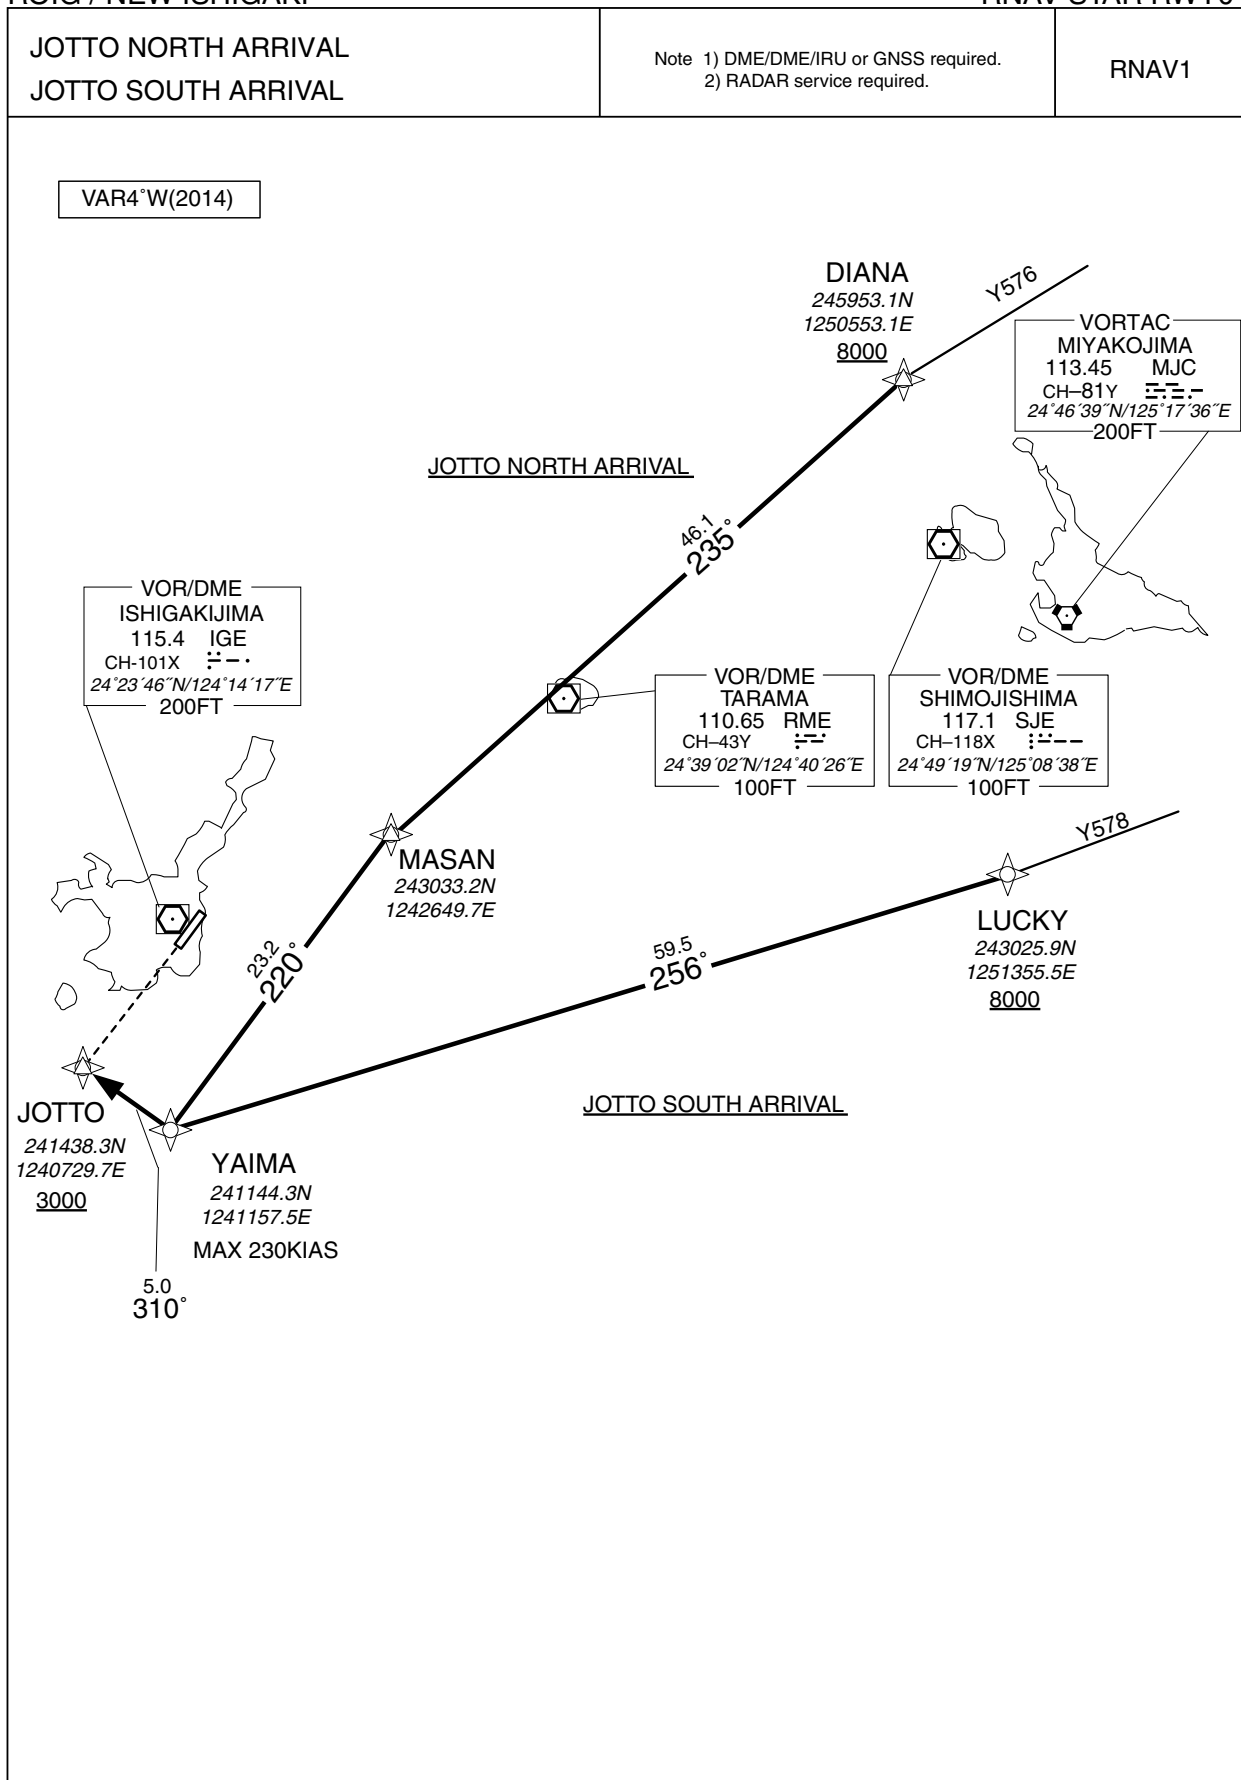 JOTTO NORTH ARRIVAL
JOTTO SOUTH ARRIVAL
Note 1) DME/DME/IRU or GNSS required.
2) RADAR service required.
RNAV1
VAR4°W(2014)
DIANA
245953.1N
1250553.1E
8000
Y576
VORTAC
MIYAKOJIMA
113.45 MJC
CH–81Y
24°46´39˝N/125°17´36˝E
200FT
JOTTO NORTH ARRIVAL
46.1
235°
VOR/DME
ISHIGAKIJIMA
115.4 IGE
CH-101X
24°23´46˝N/124°14´17˝E
200FT
VOR/DME
TARAMA
110.65 RME
CH–43Y
24°39´02˝N/124°40´26˝E
100FT
VOR/DME
SHIMOJISHIMA
117.1 SJE
CH–118X
24°49´19˝N/125°08´38˝E
100FT
Y578
MASAN
243033.2N
1242649.7E
LUCKY
243025.9N
1251355.5E
8000
23.2
220°
59.5
256°
JOTTO SOUTH ARRIVAL
JOTTO
241438.3N
1240729.7E
3000
YAIMA
241144.3N
1241157.5E
MAX 230KIAS
5.0
310°